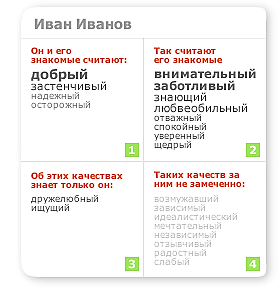 Иван Иванов
Он и его
знакомые считают:
добрый
застенчивый
надежный
осторожный
1
Так считают
его знакомые
внимательный
заботливый
знающий
любвеобильный
отважный
спокойный
уверенный
щедрый
2
Об этих качествах
знает только он:
дружелюбный
ищущий
3
Таких качеств за
ним не замечено:
возмужавший
зависимый
идеалистический
мечтательный
независимый
отзывчивый
радостный
слабый
4